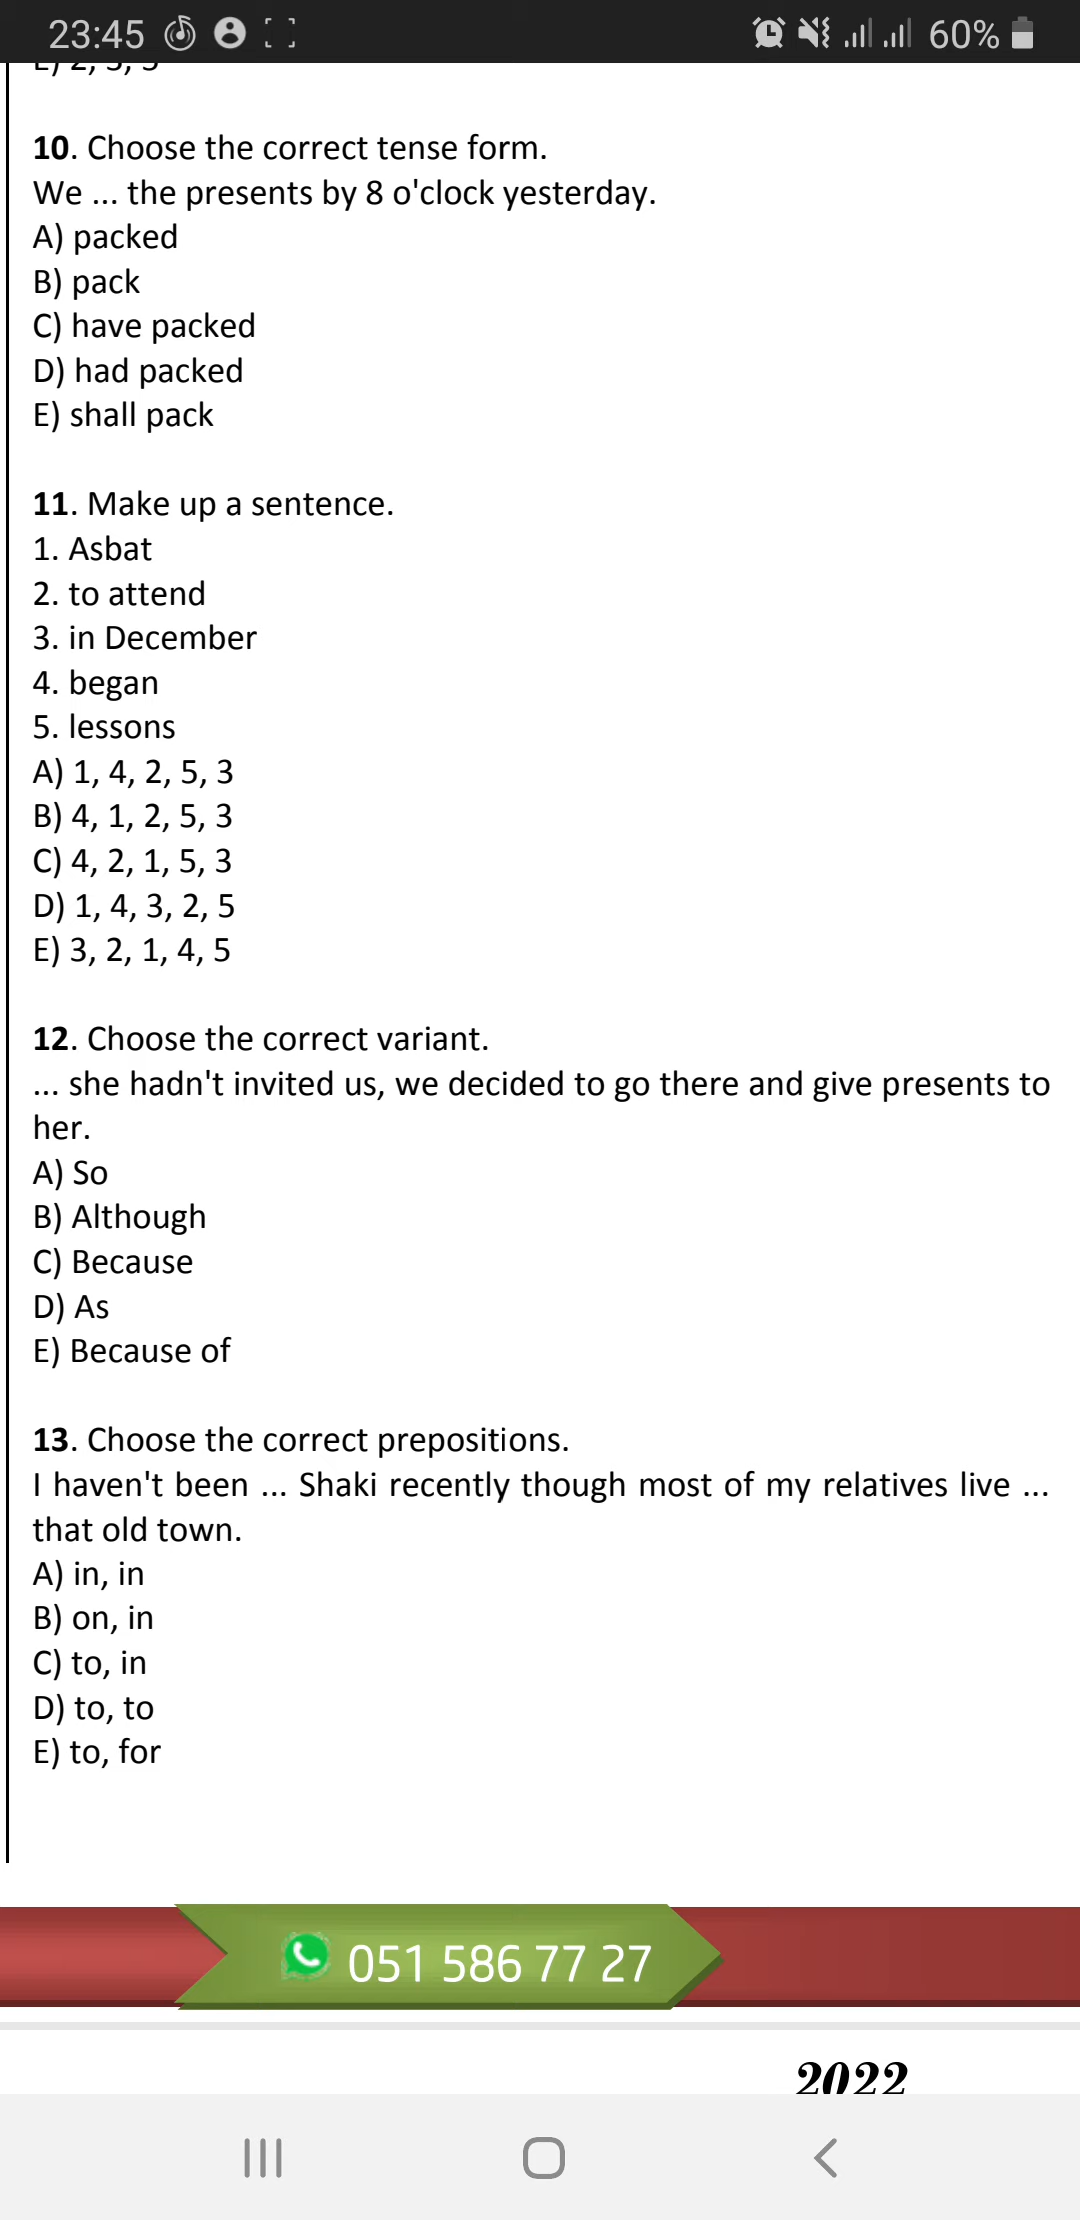 23:45 60%
10. Choose the correct tense form.
We ... the presents by 8 o'clock yesterday.
A) packed
B) pack
C) have packed
D) had packed
E) shall pack
11. Make up a sentence.
1. Asbat
2. to attend
3. in December
4. began
5. lessons
A) 1, 4, 2, 5, 3
B) 4, 1, 2, 5, 3
C) 4, 2, 1, 5, 3
D) 1, 4, 3, 2, 5
E) 3, 2, 1, 4, 5
12. Choose the correct variant.
... she hadn't invited us, we decided to go there and give presents to
her.
A) So
B) Although
C) Because
D) As
E) Because of
13. Choose the correct prepositions.
I haven't been ... Shaki recently though most of my relatives live ...
that old town.
A) in, in
B) on, in
C) to, in
D) to, to
E) to, for
051 586 77 27
2022